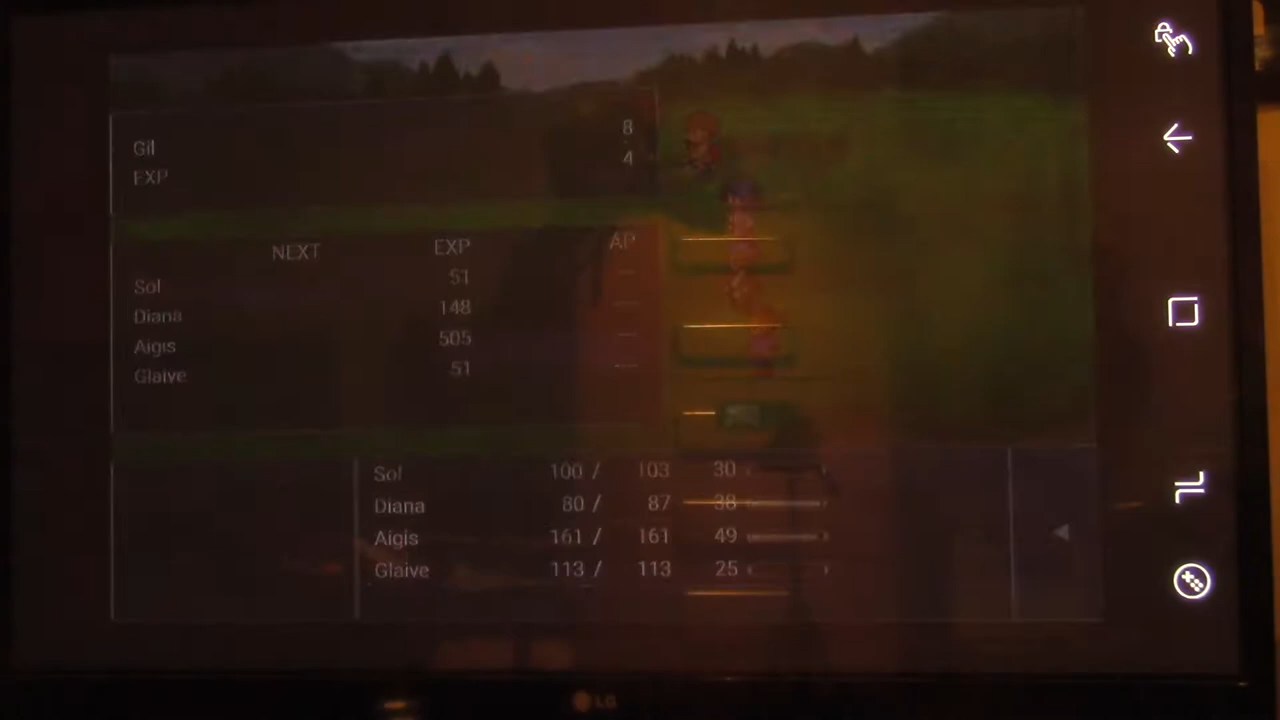 Gil 8
EXP 4
NEXT EXP AP
Sol 51 ---
Diana 148 ---
Aigis 505 ---
Glaive 51 ---
Sol 100 / 103 30
Diana 80 / 87 38
Aigis 161 / 161 49
Glaive 113 / 113 25
LG